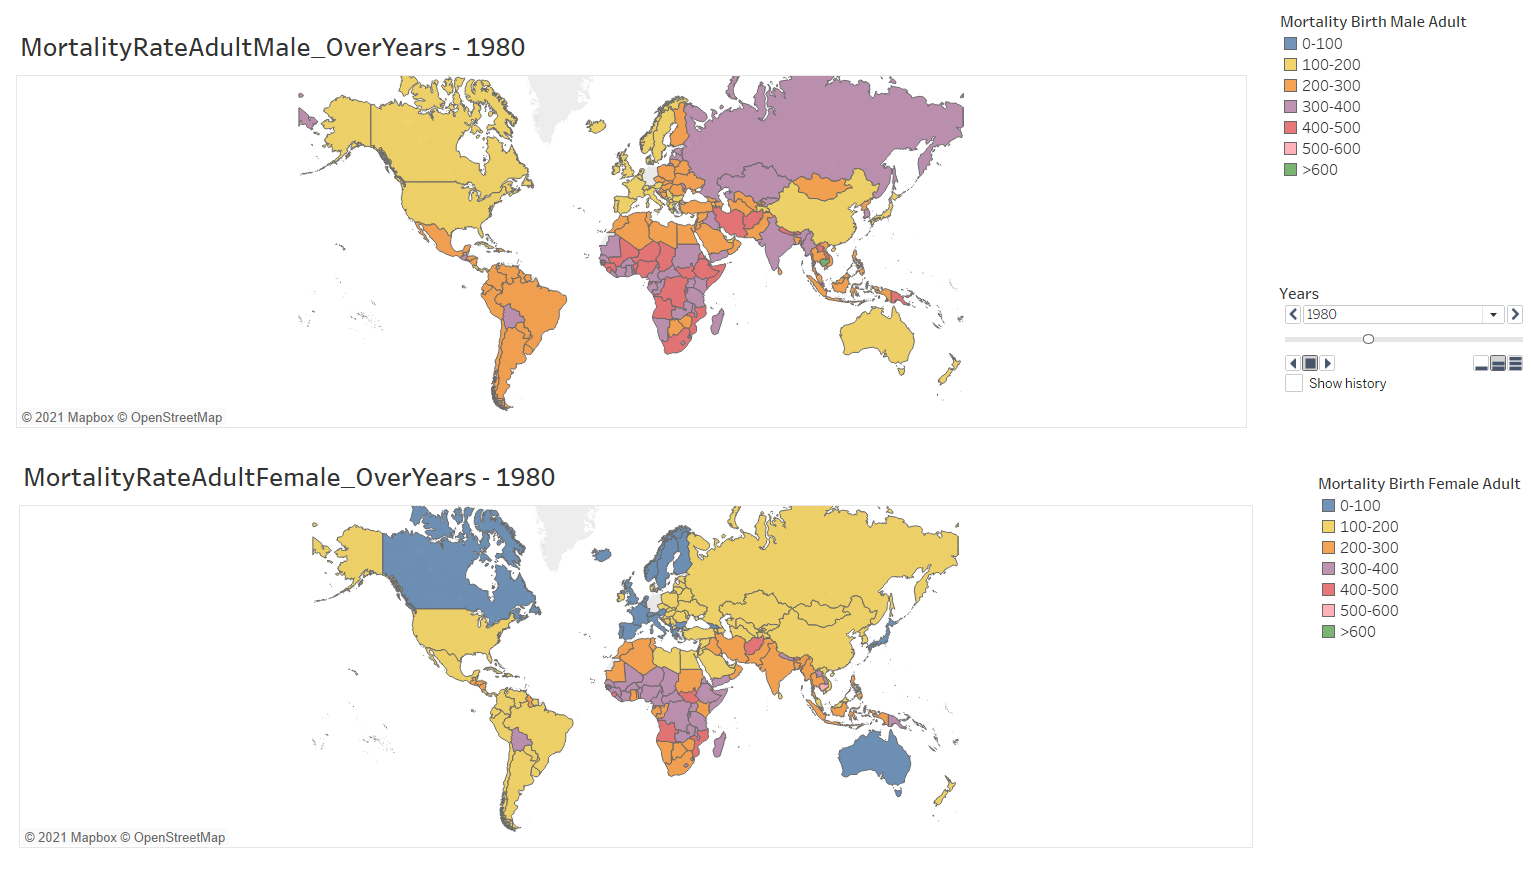 MortalityRateAdultMale_OverYears - 1980
© 2021 Mapbox © OpenStreetMap
Mortality Birth Male Adult
0-100
100-200
200-300
300-400
400-500
500-600
>600
Years
1980
Show history
MortalityRateAdultFemale_OverYears - 1980
© 2021 Mapbox © OpenStreetMap
Mortality Birth Female Adult
0-100
100-200
200-300
300-400
400-500
500-600
>600